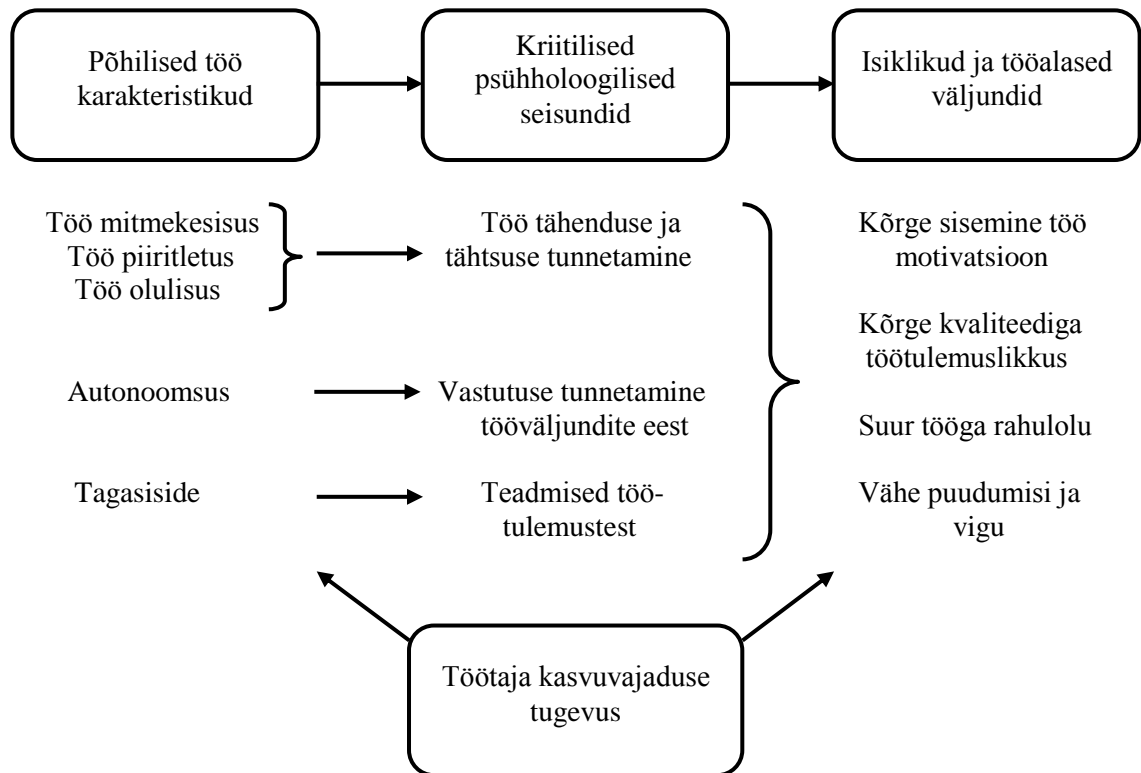 Põhilised töö
karakteristikud
Kriitilised
psühholoogilised
seisundid
Isiklikud ja tööalased
väljundid
Töö mitmekesisus
Töö piiritletus
Töö olulisus
Töö tähenduse ja
tähtsuse tunnetamine
Autonoomsus
Vastutuse tunnetamine
tööväljundite eest
Tagasiside
Teadmised töö-
tulemustest
Kõrge sisemine töö
motivatsioon
Kõrge kvaliteediga
töötulemuslikkus
Suur tööga rahulolu
Vähe puudumisi ja
vigu
Töötaja kasvuvajaduse
tugevus